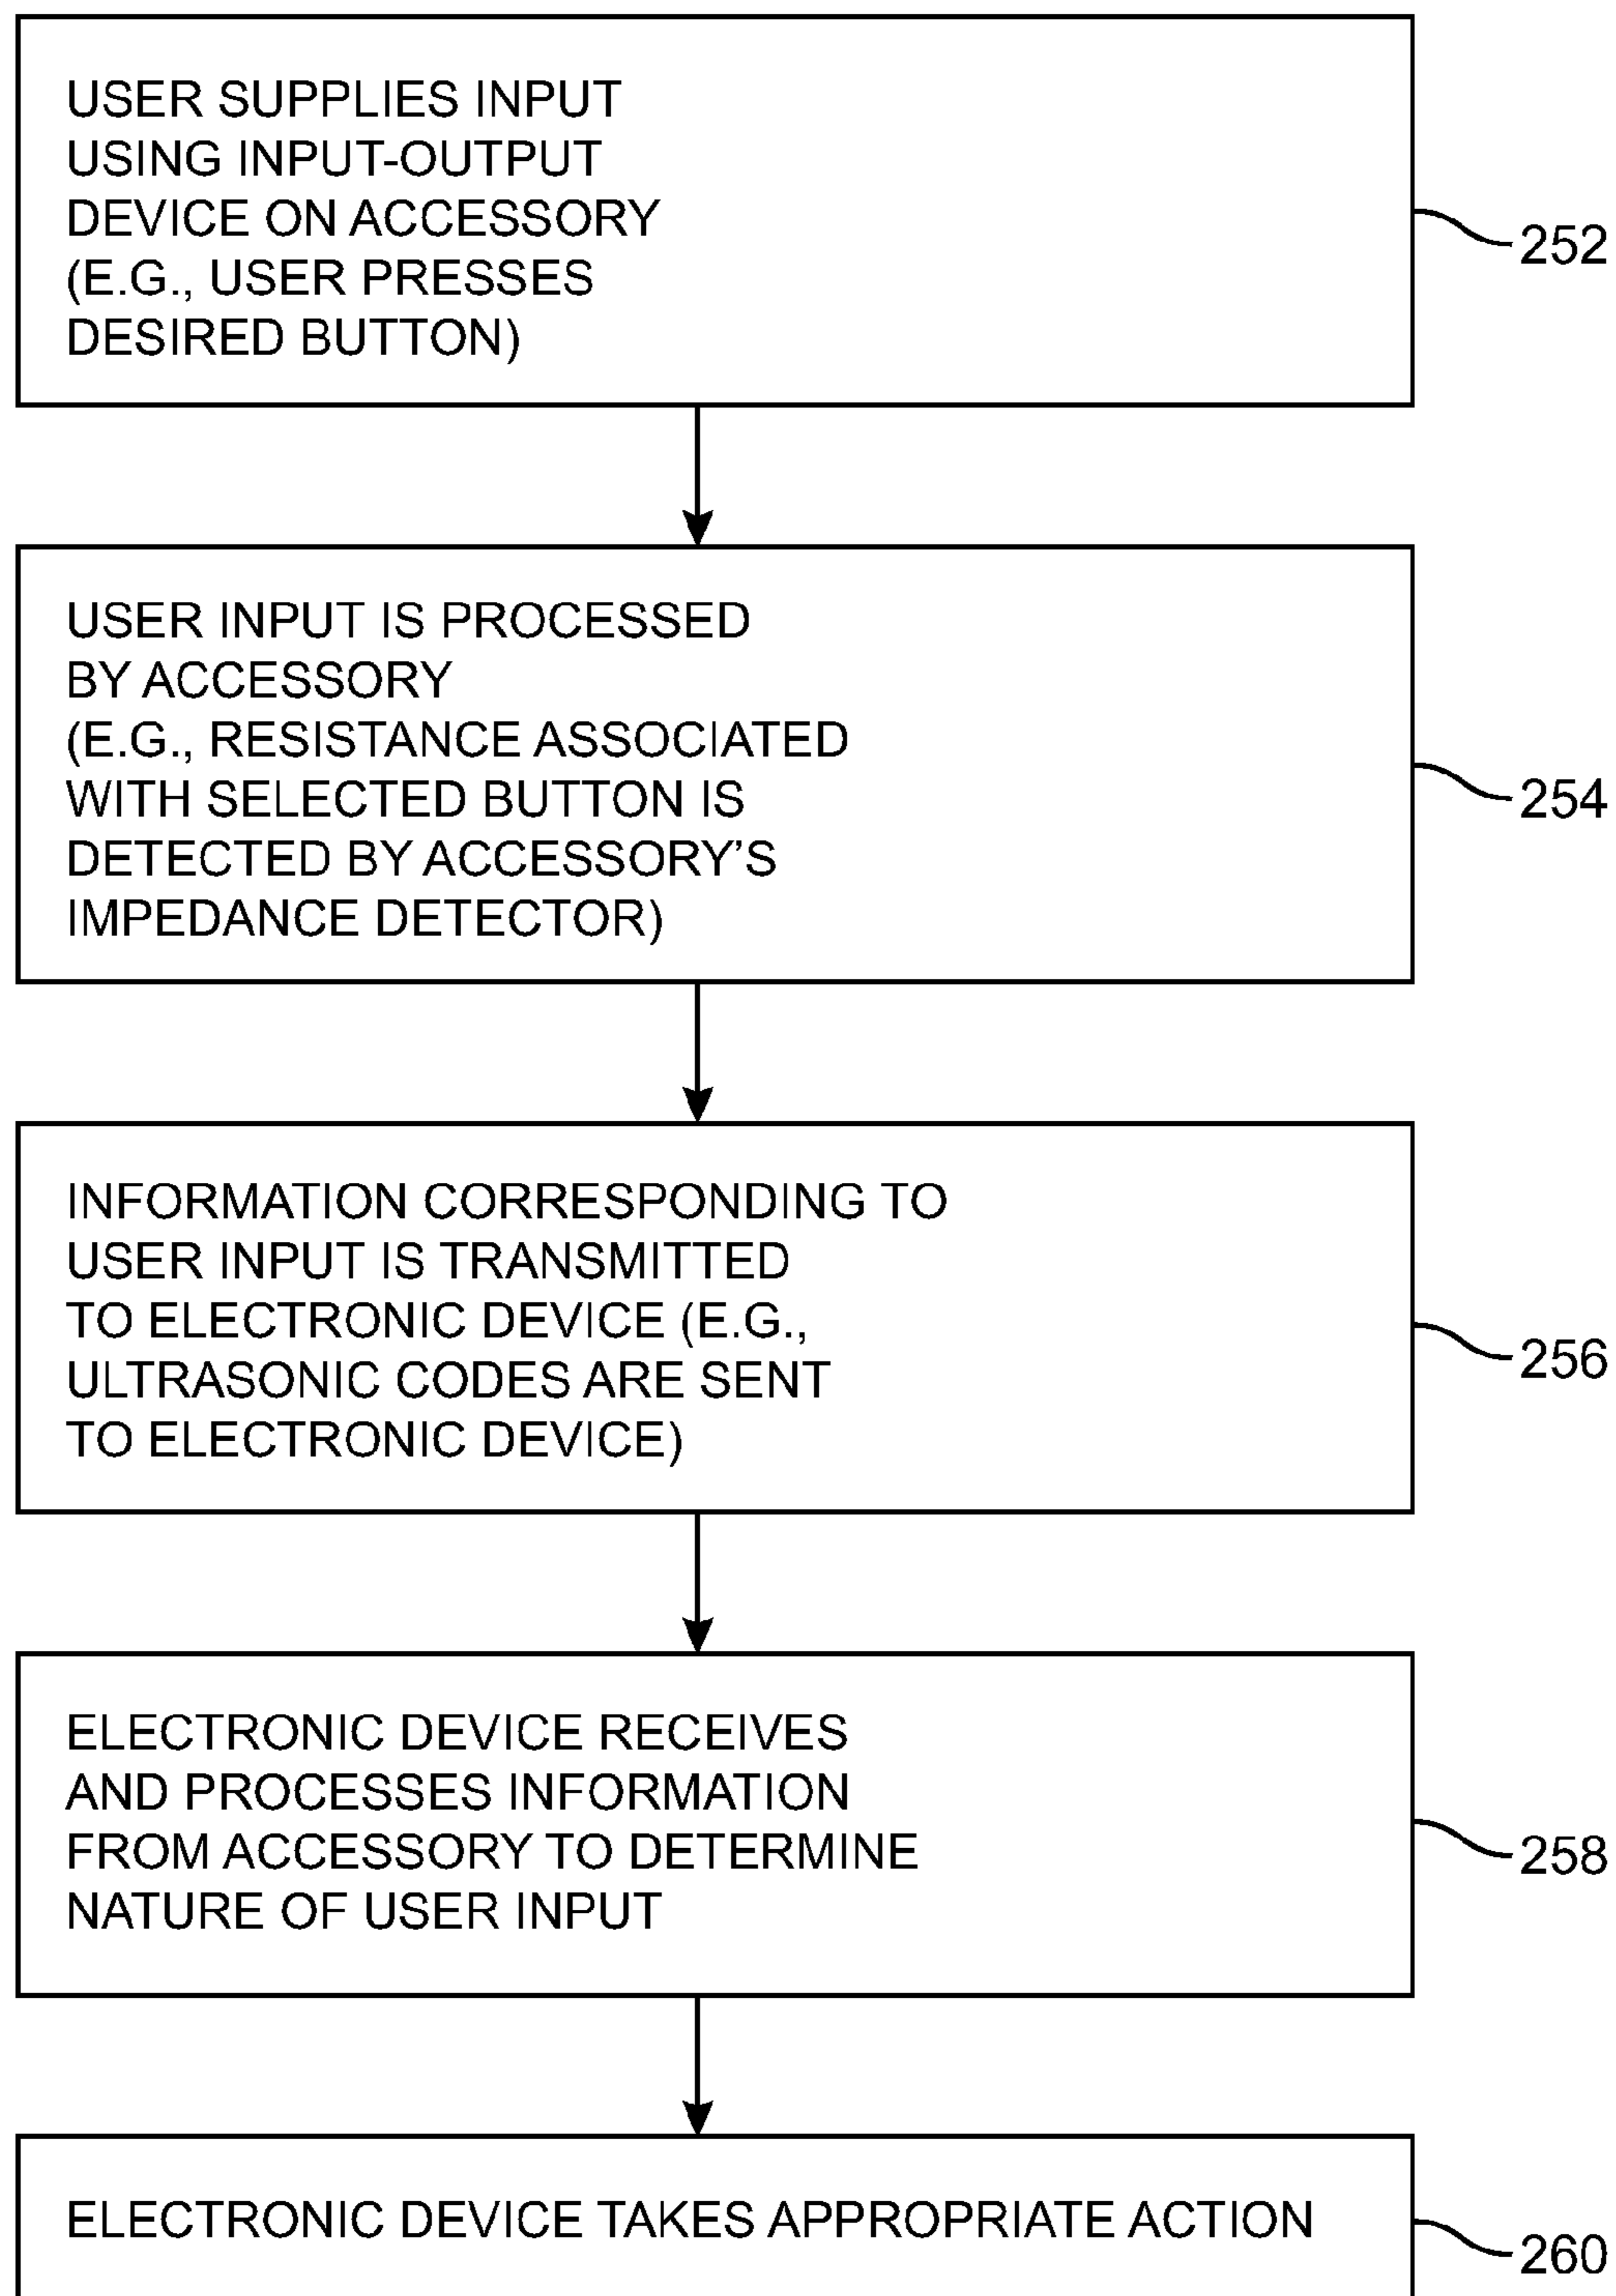 USER SUPPLIES INPUT
USING INPUT-OUTPUT
DEVICE ON ACCESSORY
(E.G., USER PRESSES
DESIRED BUTTON)
252
USER INPUT IS PROCESSED
BY ACCESSORY
(E.G., RESISTANCE ASSOCIATED
WITH SELECTED BUTTON IS
DETECTED BY ACCESSORY’S
IMPEDANCE DETECTOR)
254
INFORMATION CORRESPONDING TO
USER INPUT IS TRANSMITTED
TO ELECTRONIC DEVICE (E.G.,
ULTRASONIC CODES ARE SENT
TO ELECTRONIC DEVICE)
256
ELECTRONIC DEVICE RECEIVES
AND PROCESSES INFORMATION
FROM ACCESSORY TO DETERMINE
NATURE OF USER INPUT
258
ELECTRONIC DEVICE TAKES APPROPRIATE ACTION
260